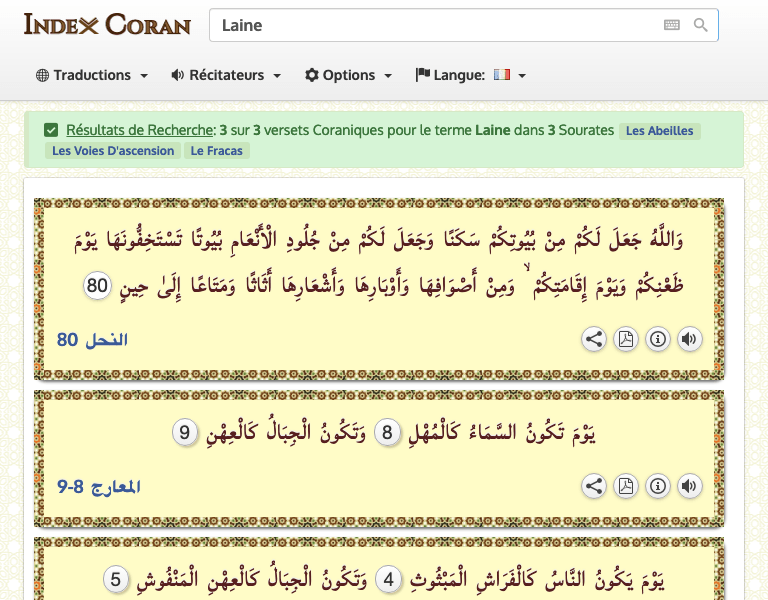 INDEX CORAN
Laine
Traductions Récitateurs Options Langue:
Résultats de Recherche: 3 sur 3 versets Coraniques pour le terme Laine dans 3 Sourates Les Abeilles
Les Voies D'ascension Le Fracas
وَاللَّهُ جَعَلَ لَكُمْ مِنْ بُيُوتِكُمْ سَكَنًا وَجَعَلَ لَكُمْ مِنْ جُلُودِ الْأَنْعَامِ بُيُوتًا تَسْتَخِفُّونَهَا يَوْمَ
ظَعْنِكُمْ وَيَوْمَ إِقَامَتِكُمْ ۙ وَمِنْ أَصْوَافِهَا وَأَوْبَارِهَا وَأَشْعَارِهَا أَثَاثًا وَمَتَاعًا إِلَىٰ حِينٍ 80
النحل 80
يَوْمَ تَكُونُ السَّمَاءُ كَالْمُهْلِ 8 وَتَكُونُ الْجِبَالُ كَالْعِهْنِ 9
المعارج 8-9
يَوْمَ يَكُونُ النَّاسُ كَالْفَرَاشِ الْمَبْثُوثِ 4 وَتَكُونُ الْجِبَالُ كَالْعِهْنِ الْمَنْفُوشِ 5